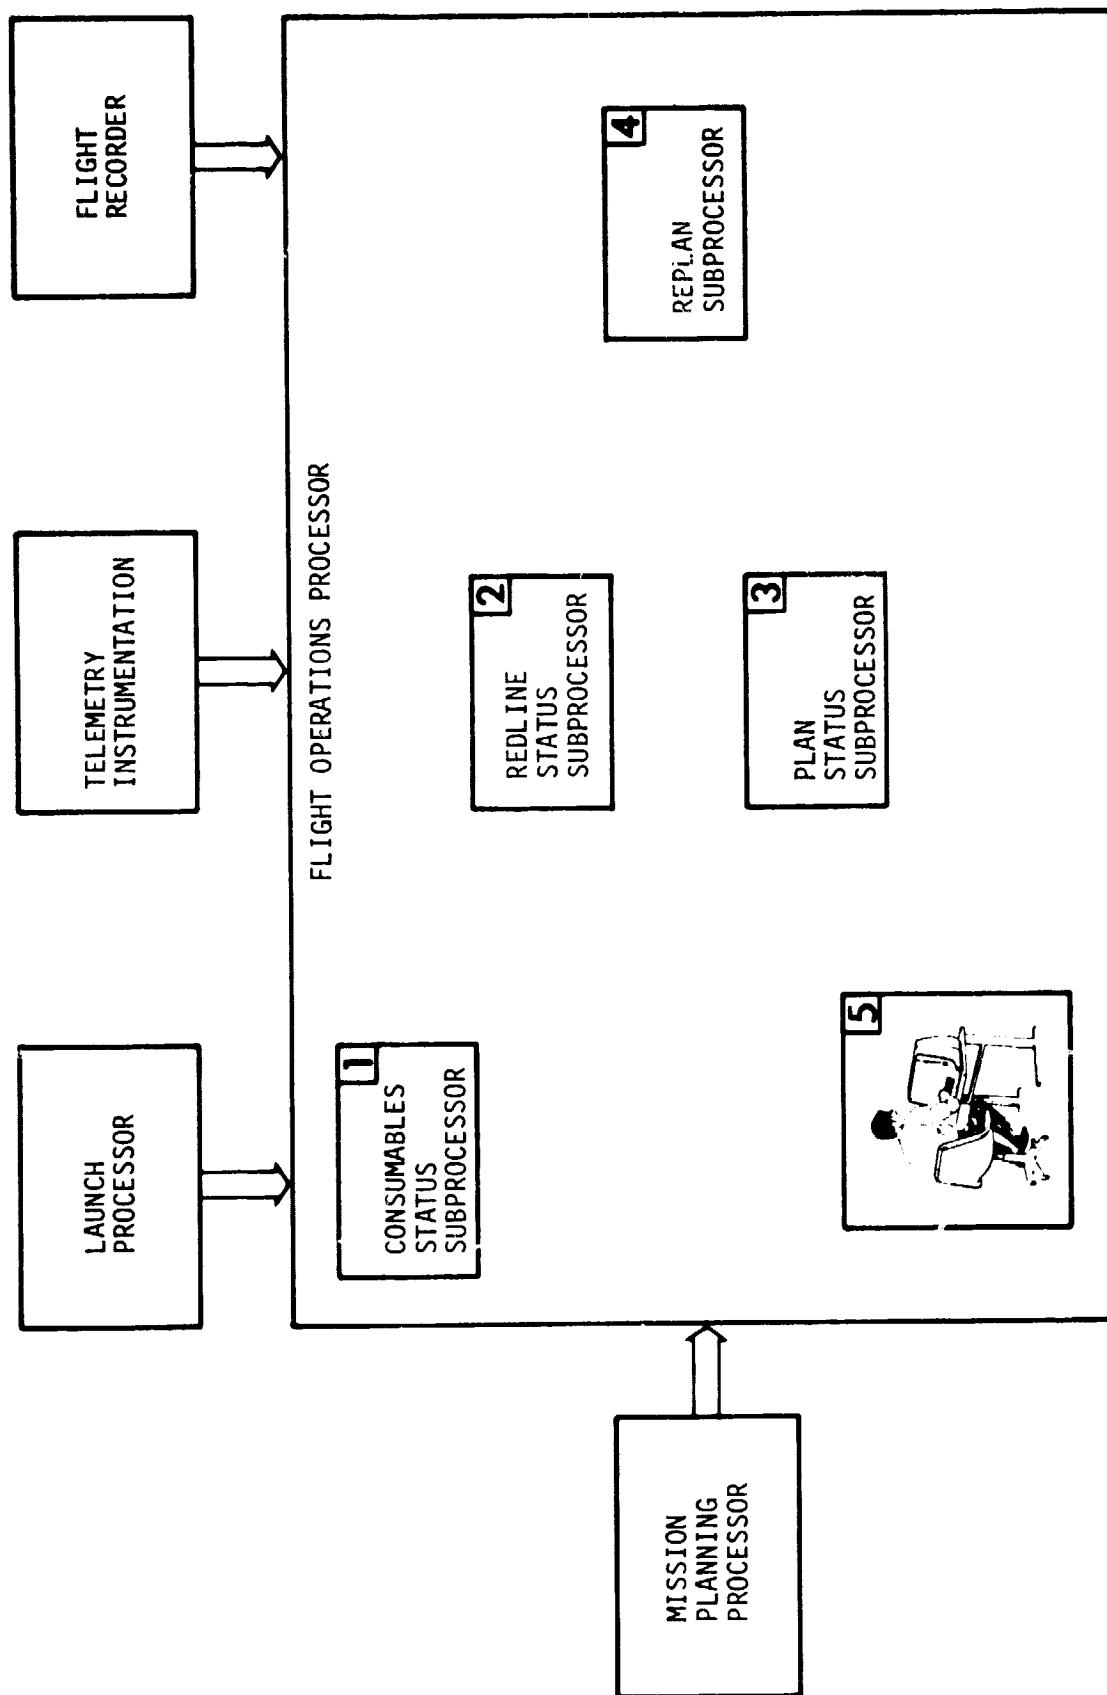 LAUNCH
PROCESSOR
TELEMETRY
INSTRUMENTATION
FLIGHT
RECORDER
FLIGHT OPERATIONS PROCESSOR
1
CONSUMABLES
STATUS
SUBPROCESSOR
2
REDLINE
STATUS
SUBPROCESSOR
3
PLAN
STATUS
SUBPROCESSOR
4
REPLAN
SUBPROCESSOR
5
MISSION
PLANNING
PROCESSOR